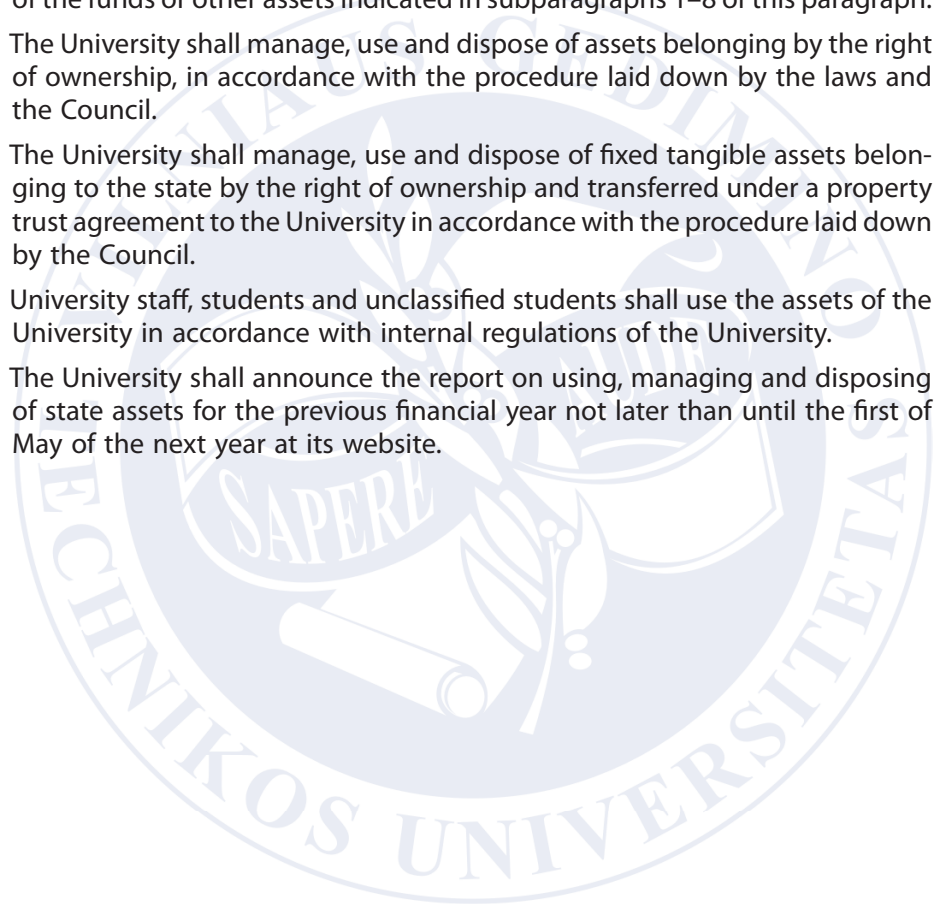 of the funds or other assets indicated in subparagraphs 1–8 of this paragraph.
The University shall manage, use and dispose of assets belonging by the right
of ownership, in accordance with the procedure laid down by the laws and
the Council.
The University shall manage, use and dispose of fixed tangible assets belon-
ging to the state by the right of ownership and transferred under a property
trust agreement to the University in accordance with the procedure laid down
by the Council.
University staff, students and unclassified students shall use the assets of the
University in accordance with internal regulations of the University.
The University shall announce the report on using, managing and disposing
of state assets for the previous financial year not later than until the first of
May of the next year at its website.
VILNIAUS GEDIMINO
TECHNIKOS UNIVERSITETAS
SAPERE
AUDE